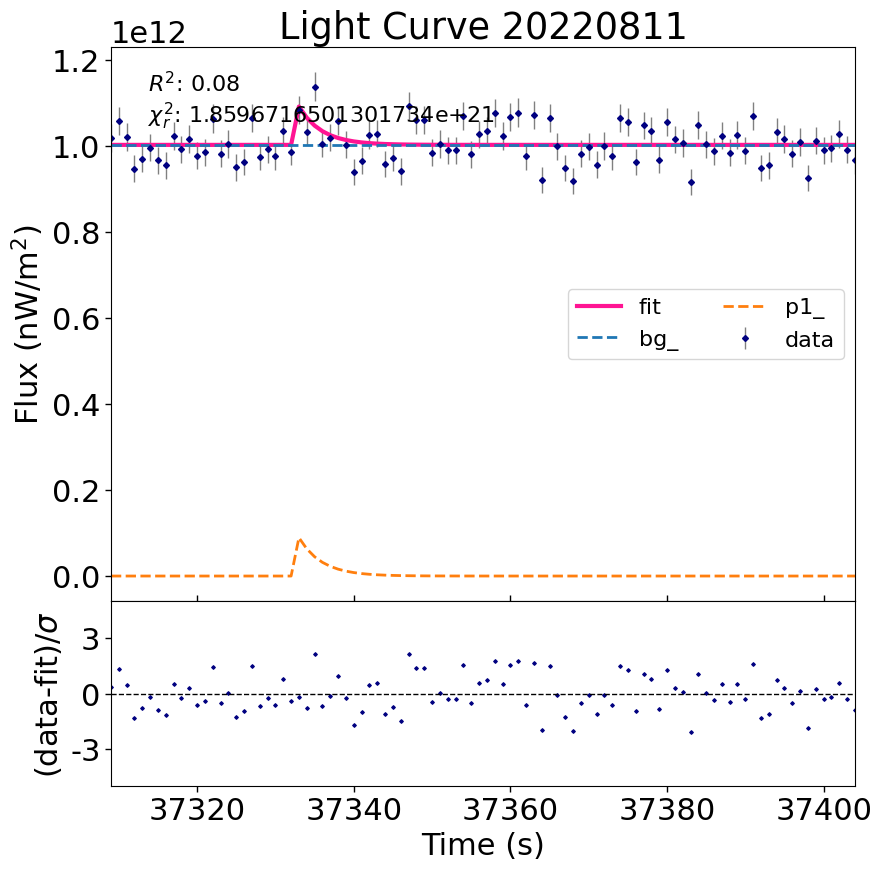 Light Curve 20220811
1e12
R²: 0.08
χ²ᵣ: 1.8596716501301734e+21
1.2
1.0
0.8
0.6
0.4
0.2
0.0
Flux (nW/m²)
fit
bg_
p1_
data
3
0
-3
(data-fit)/σ
37320 37340 37360 37380 37400
Time (s)